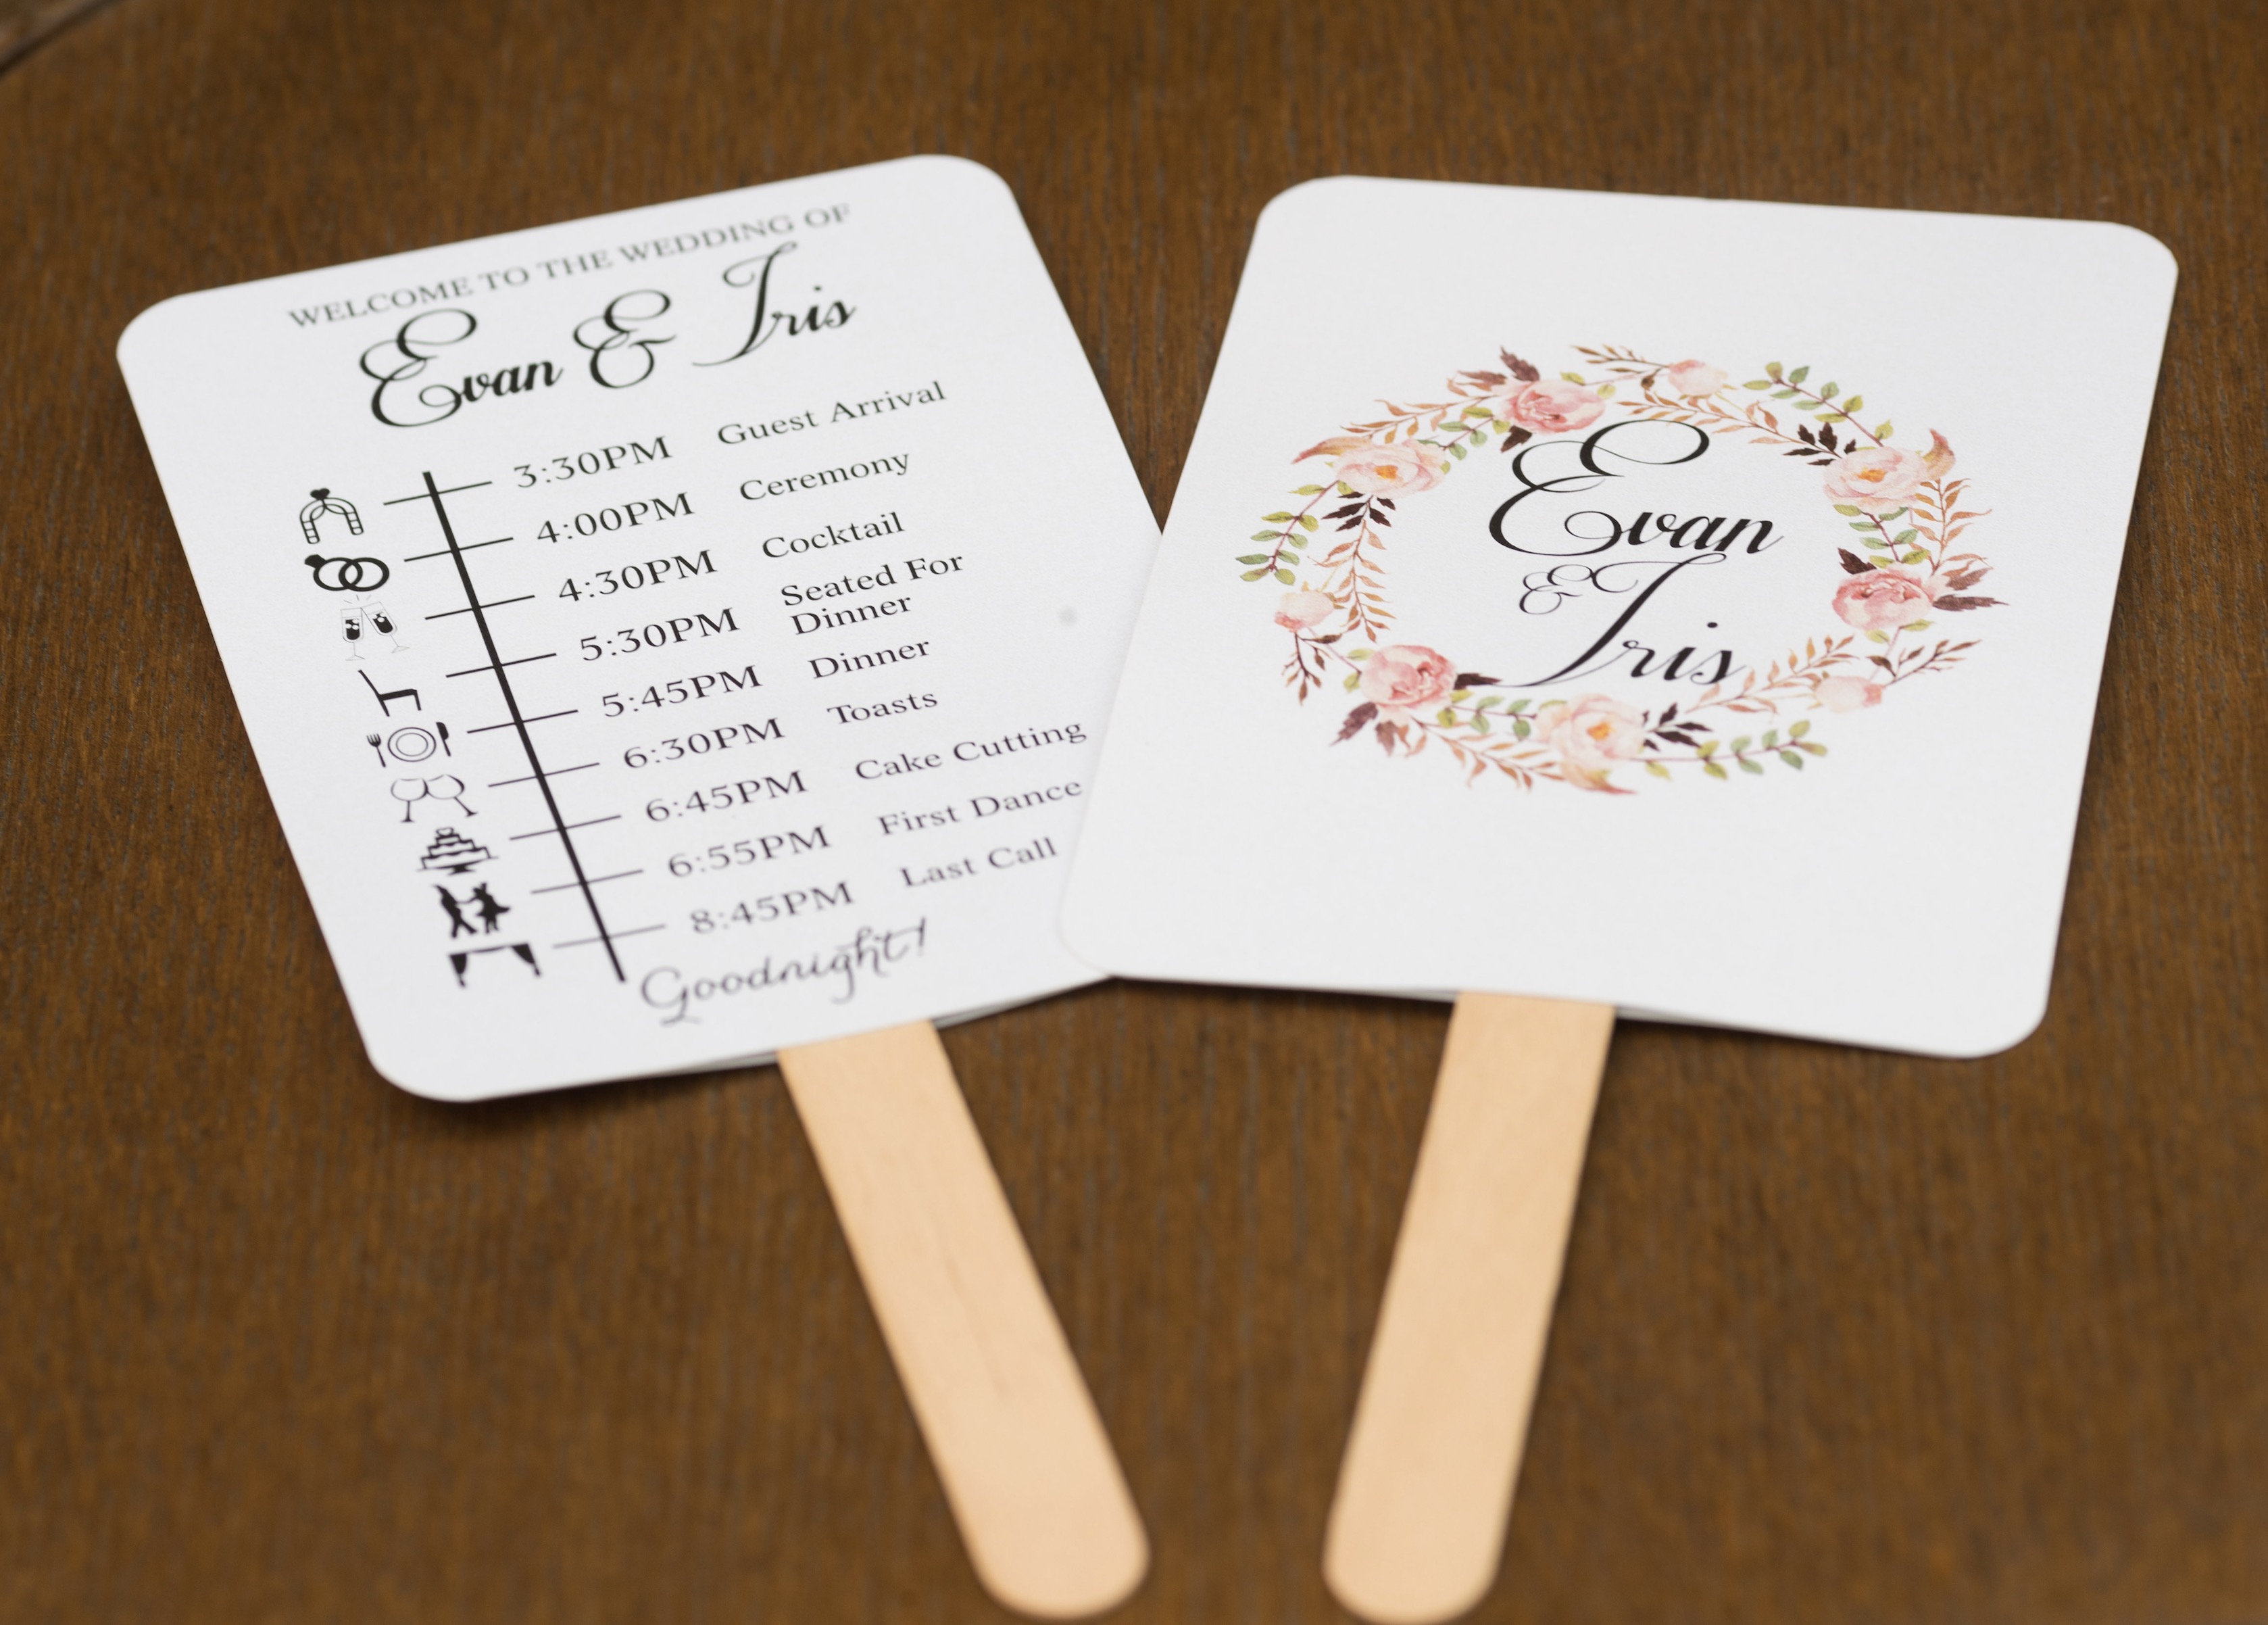 WELCOME TO THE WEDDING OF
Evan & Iris
3:30PM Guest Arrival
4:00PM Ceremony
4:30PM Cocktail
5:30PM Seated For
Dinner
5:45PM Dinner
6:30PM Toasts
6:45PM Cake Cutting
6:55PM First Dance
8:45PM Last Call
Goodnight!
Evan
&
Iris